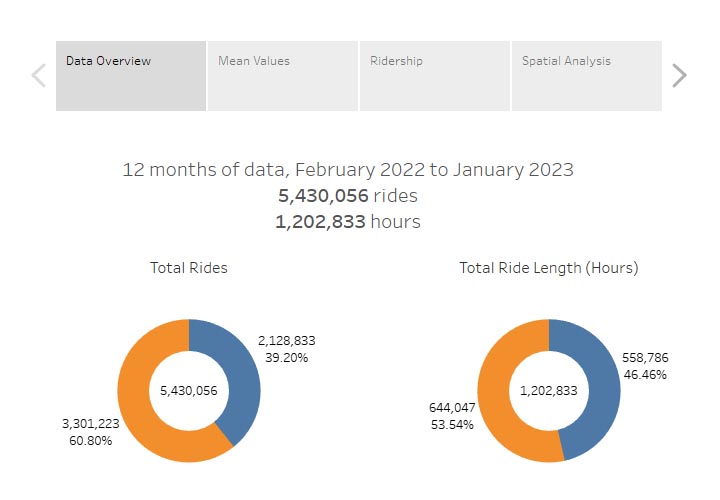 Data Overview
Mean Values
Ridership
Spatial Analysis
12 months of data, February 2022 to January 2023
5,430,056 rides
1,202,833 hours
Total Rides
2,128,833
39.20%
5,430,056
3,301,223
60.80%
Total Ride Length (Hours)
558,786
46.46%
1,202,833
644,047
53.54%